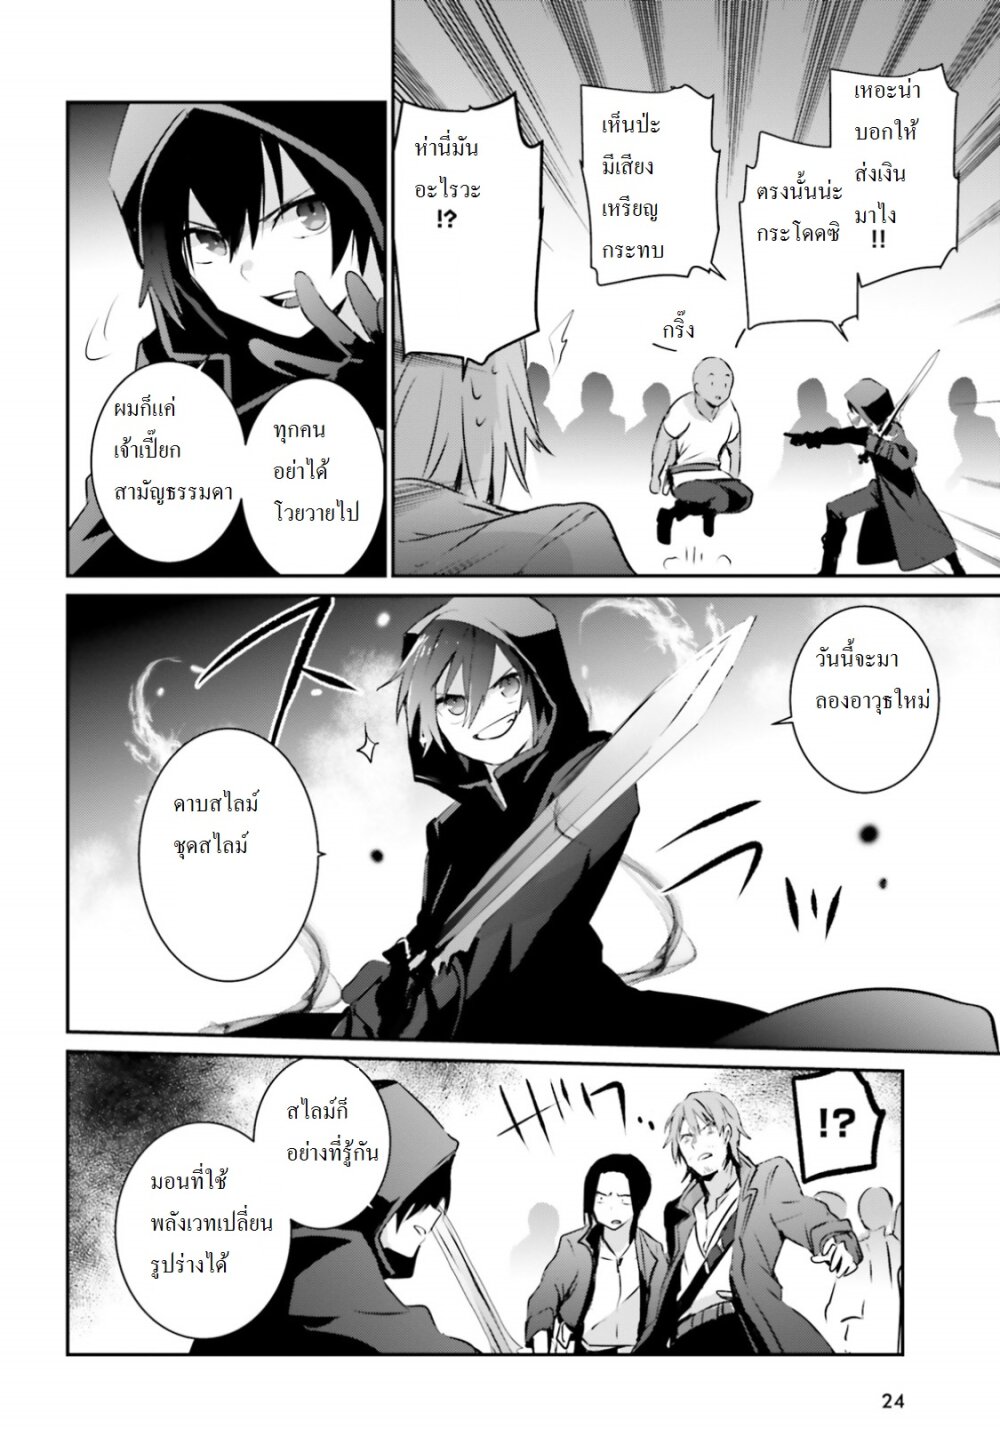 เหอะน่า
บอกให้
ส่งเงิน
มาไง
!!
ตรงนั้นน่ะ
กระโดดซิ
เห็นป่ะ
มีเสียง
เหรียญ
กระทบ
กริ๊ง
ห่านี่มัน
อะไรวะ
!?
ทุกคน
อย่าได้
โวยวายไป
ผมก็แค่
เจ้าเปี๊ยก
สามัญธรรมดา
วันนี้จะมา
ลองอาวุธใหม่
ดาบสไลม์
ชุดสไลม์
!?
สไลม์ก็
อย่างที่รู้กัน
มอนที่ใช้
พลังเวทเปลี่ยน
รูปร่างได้
24